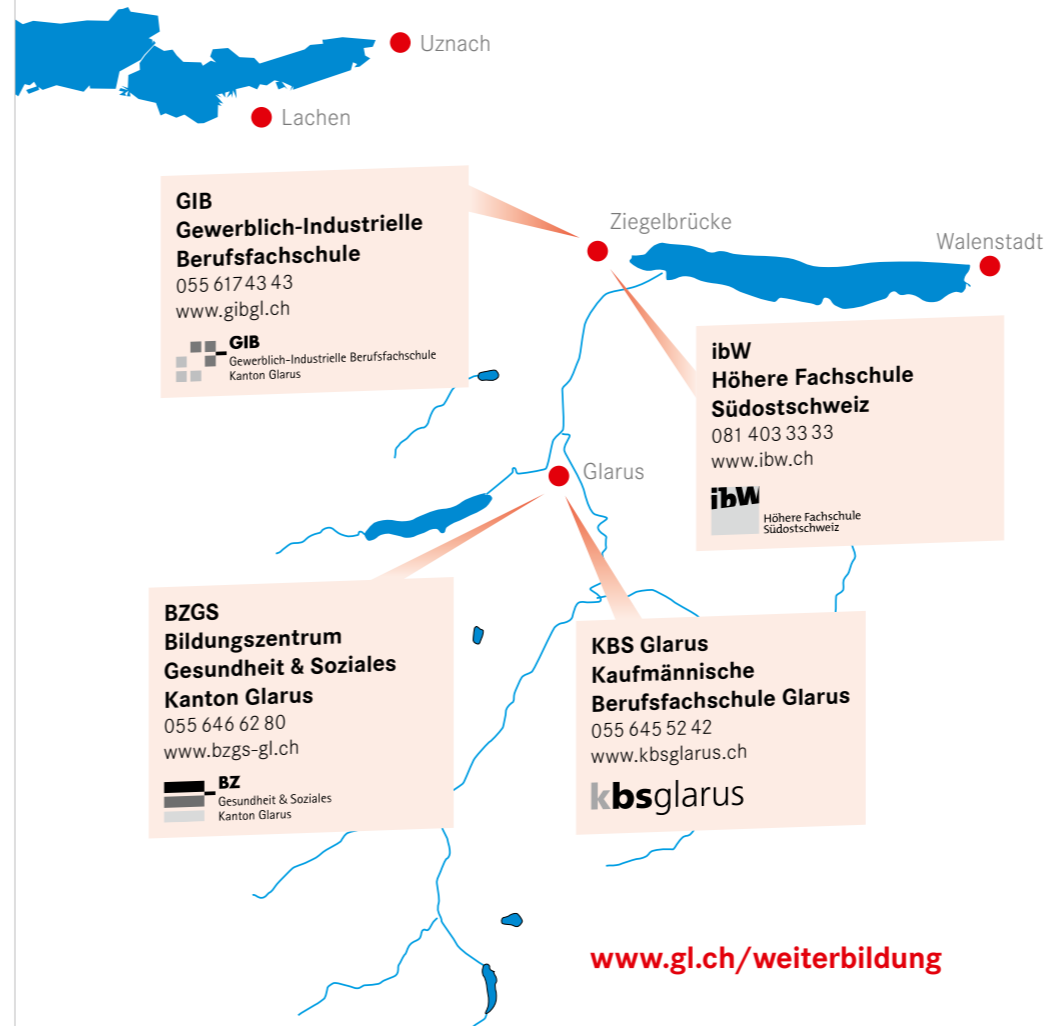 Uznach
Lachen
GIB
Gewerblich-Industrielle
Berufsfachschule
055 617 43 43
www.gibgl.ch
GIB
Gewerblich-Industrielle Berufsfachschule
Kanton Glarus
Ziegelbrücke
Walenstadt
ibW
Höhere Fachschule
Südostschweiz
081 403 33 33
www.ibw.ch
ibW
Höhere Fachschule
Südostschweiz
Glarus
BZGS
Bildungszentrum
Gesundheit & Soziales
Kanton Glarus
055 646 62 80
www.bzgs-gl.ch
BZ
Gesundheit & Soziales
Kanton Glarus
KBS Glarus
Kaufmännische
Berufsfachschule Glarus
055 645 52 42
www.kbsglarus.ch
kbsglarus
www.gl.ch/weiterbildung